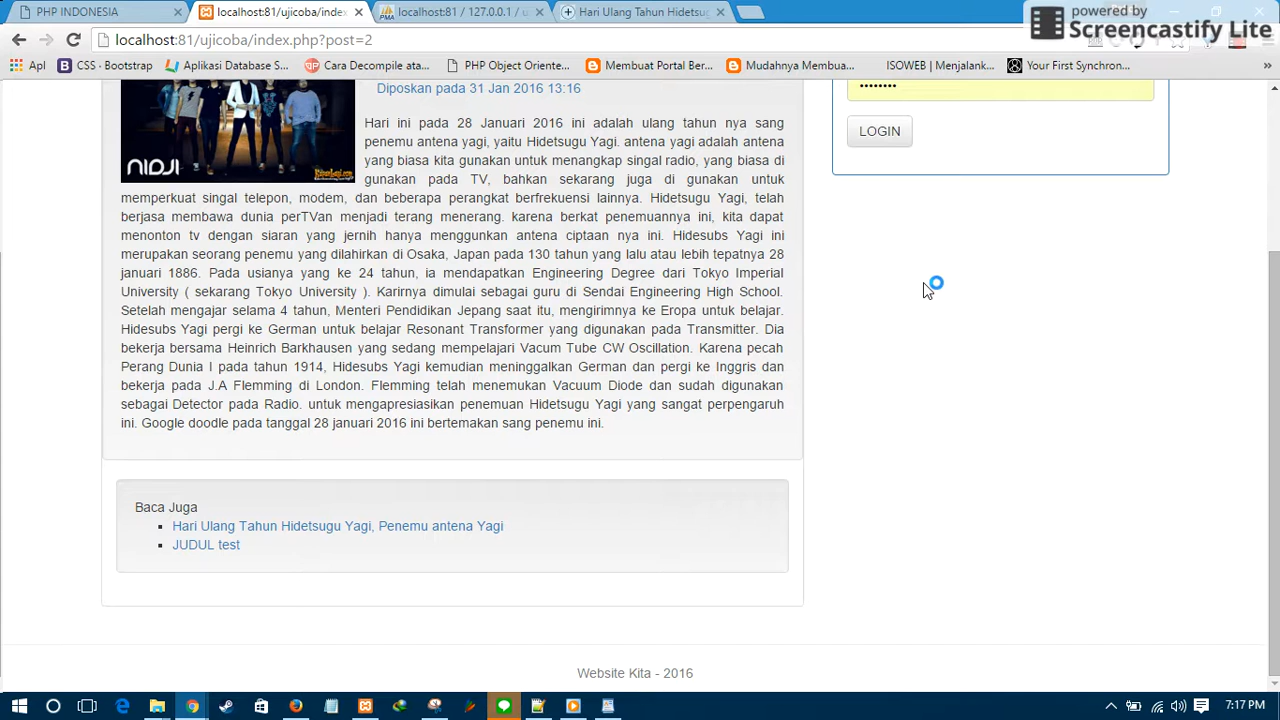 PHP INDONESIA
localhost:81/ujicoba/index
localhost:81 / 127.0.0.1 / u
Hari Ulang Tahun Hidetsug
powered by
Screencastify Lite
localhost:81/ujicoba/index.php?post=2
Apl
CSS · Bootstrap
Aplikasi Database S...
Cara Decompile ata...
PHP Object Oriente...
Membuat Portal Ber...
Mudahnya Membua...
ISOWEB | Menjalank...
Your First Synchron...
»
Diposkan pada 31 Jan 2016 13:16
••••••••
LOGIN
NIDJI
Hari ini pada 28 Januari 2016 ini adalah ulang tahun nya sang
penemu antena yagi, yaitu Hidetsugu Yagi. antena yagi adalah antena
yang biasa kita gunakan untuk menangkap singal radio, yang biasa di
gunakan pada TV, bahkan sekarang juga di gunakan untuk
memperkuat singal telepon, modem, dan beberapa perangkat berfrekuensi lainnya. Hidetsugu Yagi, telah
berjasa membawa dunia perTVan menjadi terang menerang. karena berkat penemuannya ini, kita dapat
menonton tv dengan siaran yang jernih hanya menggunkan antena ciptaan nya ini. Hidesubs Yagi ini
merupakan seorang penemu yang dilahirkan di Osaka, Japan pada 130 tahun yang lalu atau lebih tepatnya 28
januari 1886. Pada usianya yang ke 24 tahun, ia mendapatkan Engineering Degree dari Tokyo Imperial
University ( sekarang Tokyo University ). Karirnya dimulai sebagai guru di Sendai Engineering High School.
Setelah mengajar selama 4 tahun, Menteri Pendidikan Jepang saat itu, mengirimnya ke Eropa untuk belajar.
Hidesubs Yagi pergi ke German untuk belajar Resonant Transformer yang digunakan pada Transmitter. Dia
bekerja bersama Heinrich Barkhausen yang sedang mempelajari Vacum Tube CW Oscillation. Karena pecah
Perang Dunia I pada tahun 1914, Hidesubs Yagi kemudian meninggalkan German dan pergi ke Inggris dan
bekerja pada J.A Flemming di London. Flemming telah menemukan Vacuum Diode dan sudah digunakan
sebagai Detector pada Radio. untuk mengapresiasikan penemuan Hidetsugu Yagi yang sangat perpengaruh
ini. Google doodle pada tanggal 28 januari 2016 ini bertemakan sang penemu ini.
Baca Juga
Hari Ulang Tahun Hidetsugu Yagi, Penemu antena Yagi
JUDUL test
Website Kita - 2016
7:17 PM